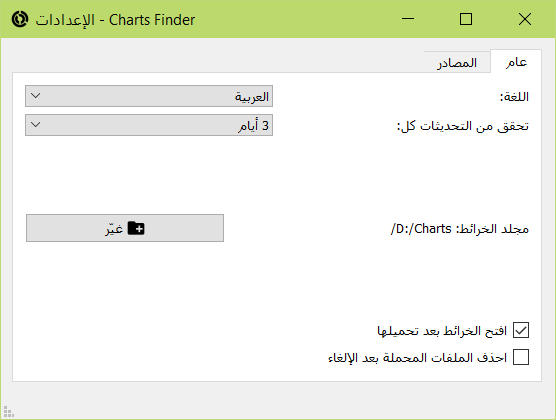 الإعدادات - Charts Finder
عام
المصادر
اللغة:
العربية
تحقق من التحديثات كل:
3 أيام
مجلد الخرائط: D:/Charts/
غيّر
افتح الخرائط بعد تحميلها
احذف الملفات المحملة بعد الإلغاء